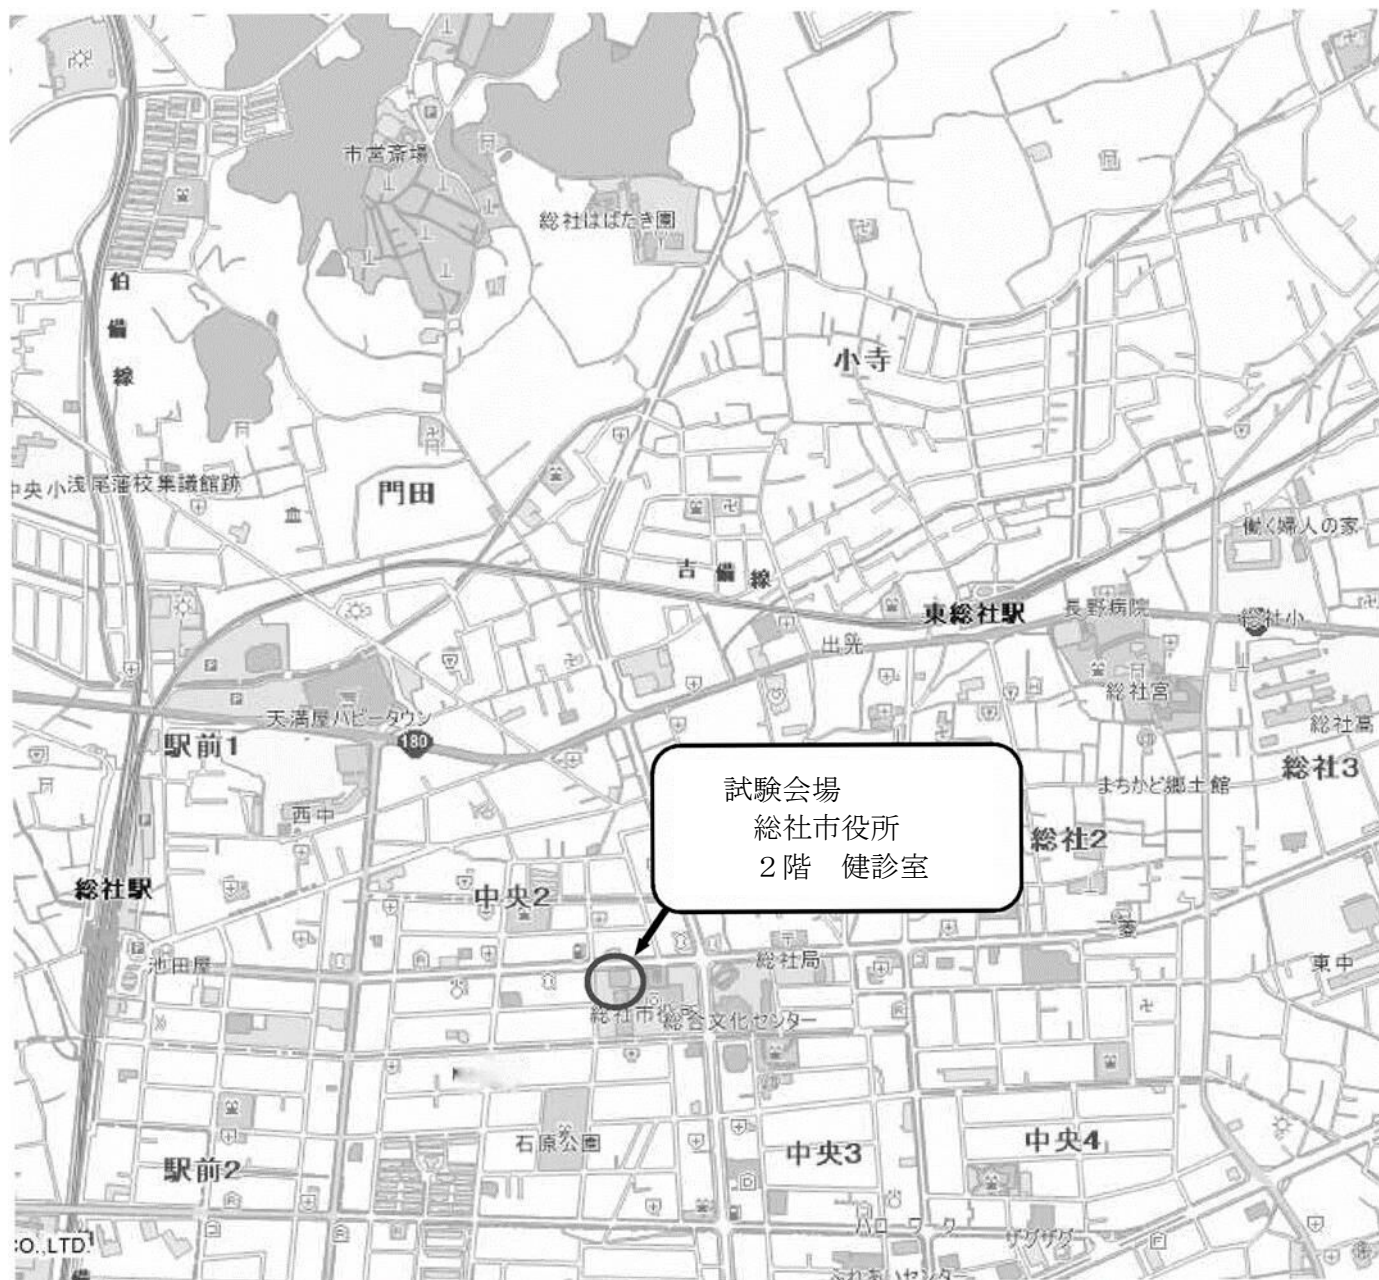 市営斎場
総社はばたき園
伯備線
小寺
中央小
浅尾藩校集議館跡
門田
働く婦人の家
吉備線
東総社駅
長野病院
総社小
出光
総社宮
天満屋ハピータウン
180
駅前1
総社高
総社3
試験会場
総社市役所
2階 健診室
まちかど郷土館
西中
総社2
総社駅
中央2
三菱
池田屋
総社局
東中
総社市役所
総合文化センター
石原公園
中央3
中央4
駅前2
ハローワーク
ザグザグ
CO.,LTD.
ふれあいセンター
備